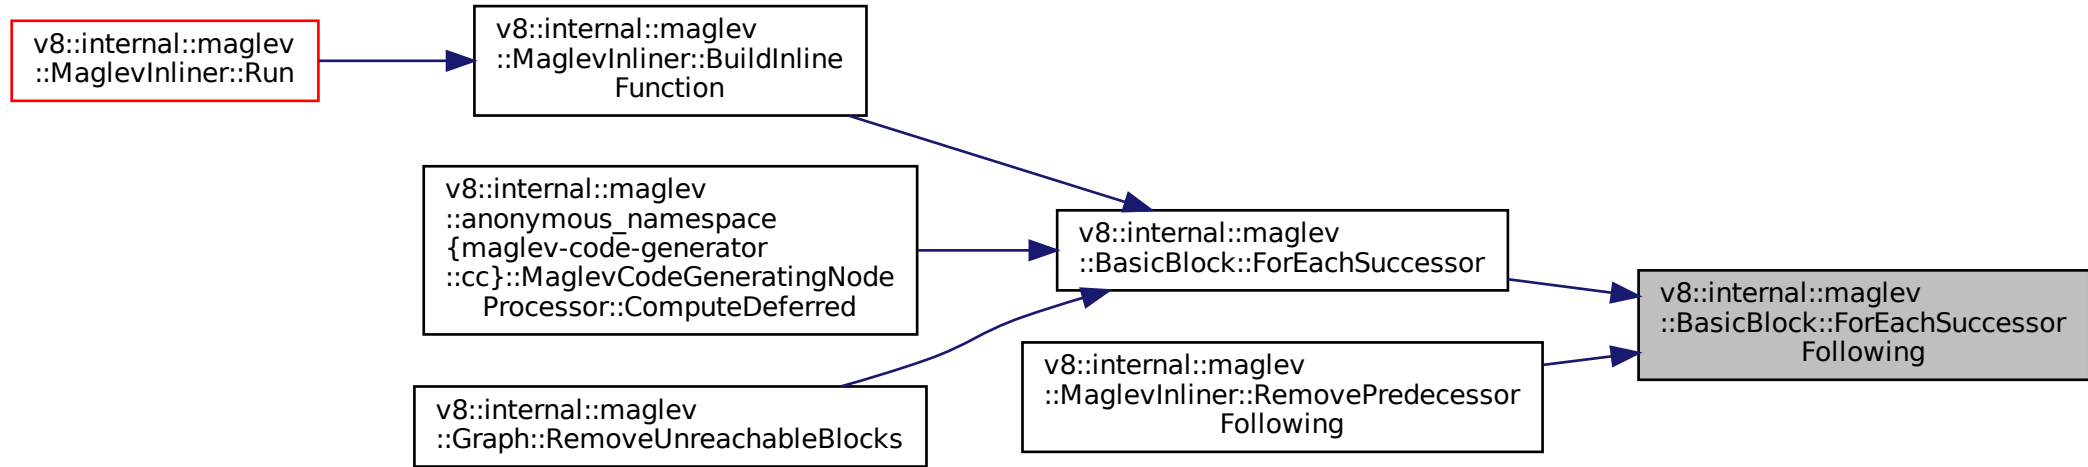 v8::internal::maglev
::MaglevInliner::Run
v8::internal::maglev
::MaglevInliner::BuildInline
Function
v8::internal::maglev
::anonymous_namespace
{maglev-code-generator
::cc}::MaglevCodeGeneratingNode
Processor::ComputeDeferred
v8::internal::maglev
::Graph::RemoveUnreachableBlocks
v8::internal::maglev
::BasicBlock::ForEachSuccessor
v8::internal::maglev
::MaglevInliner::RemovePredecessor
Following
v8::internal::maglev
::BasicBlock::ForEachSuccessor
Following